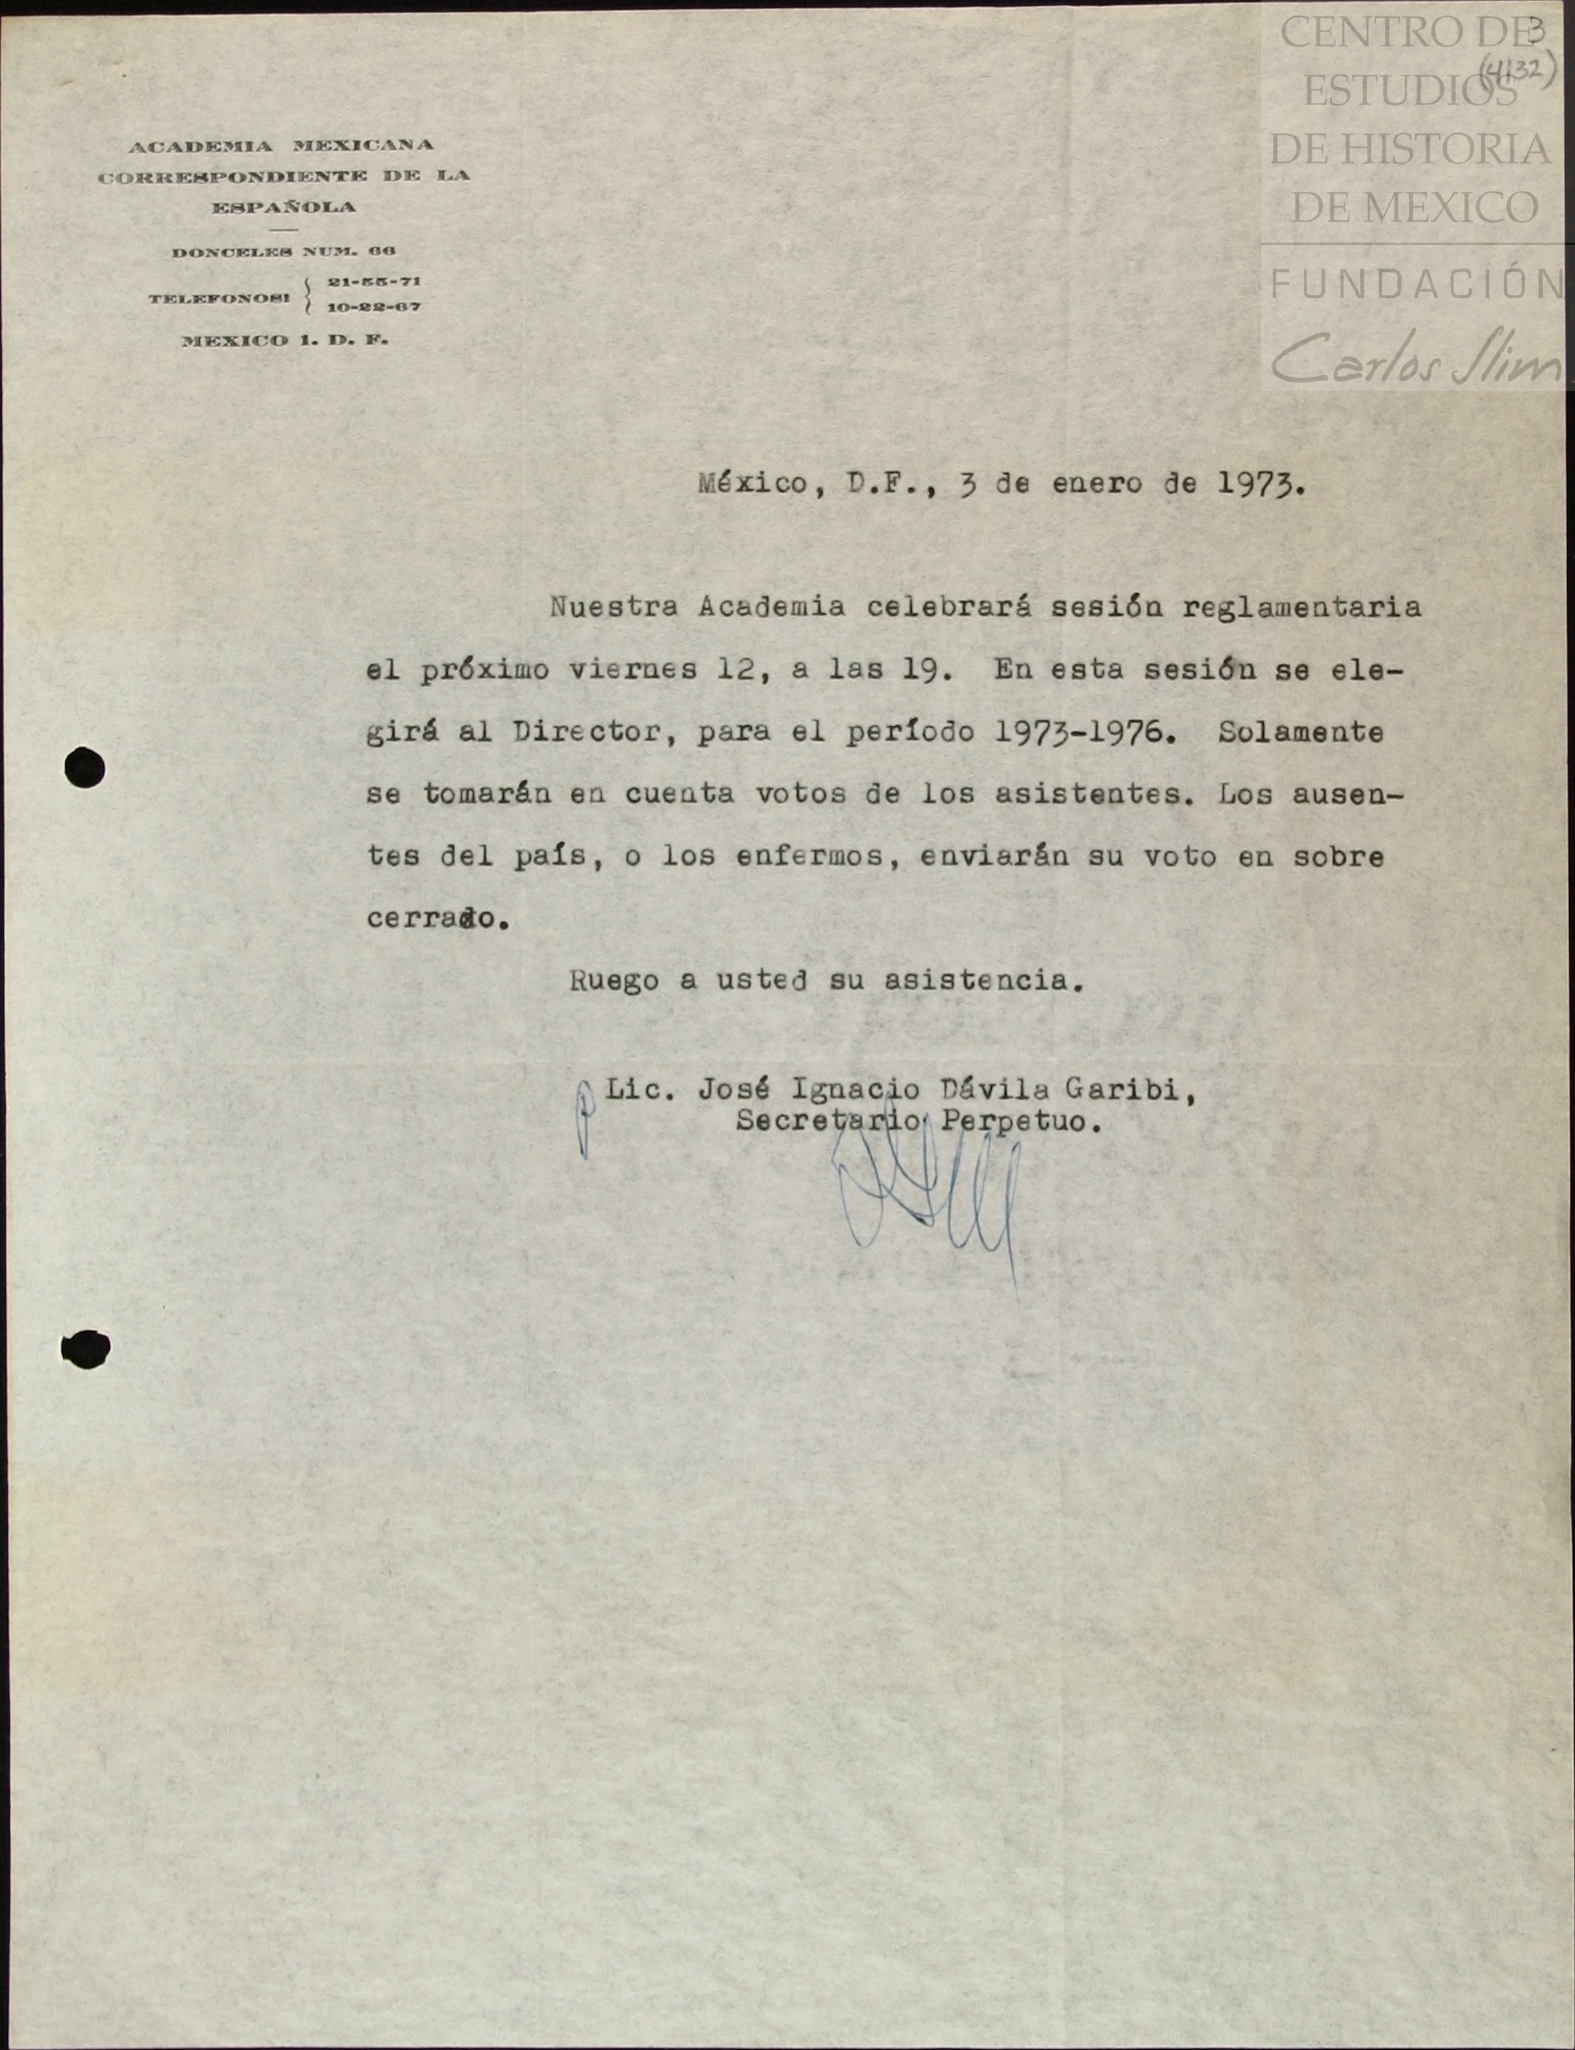 CENTRO DE
ESTUDIOS
DE HISTORIA
DE MEXICO
FUNDACIÓN
Carlos Slim
3
(4132)
ACADEMIA MEXICANA
CORRESPONDIENTE DE LA
ESPAÑOLA
DONCELES NUM. 66
TELEFONOS: { 21-55-71
10-22-67
MEXICO 1. D. F.
México, D.F., 3 de enero de 1973.
Nuestra Academia celebrará sesión reglamentaria
el próximo viernes 12, a las 19. En esta sesión se ele-
girá al Director, para el período 1973-1976. Solamente
se tomarán en cuenta votos de los asistentes. Los ausen-
tes del país, o los enfermos, enviarán su voto en sobre
cerrado.
Ruego a usted su asistencia.
p Lic. José Ignacio Dávila Garibi,
Secretario Perpetuo.